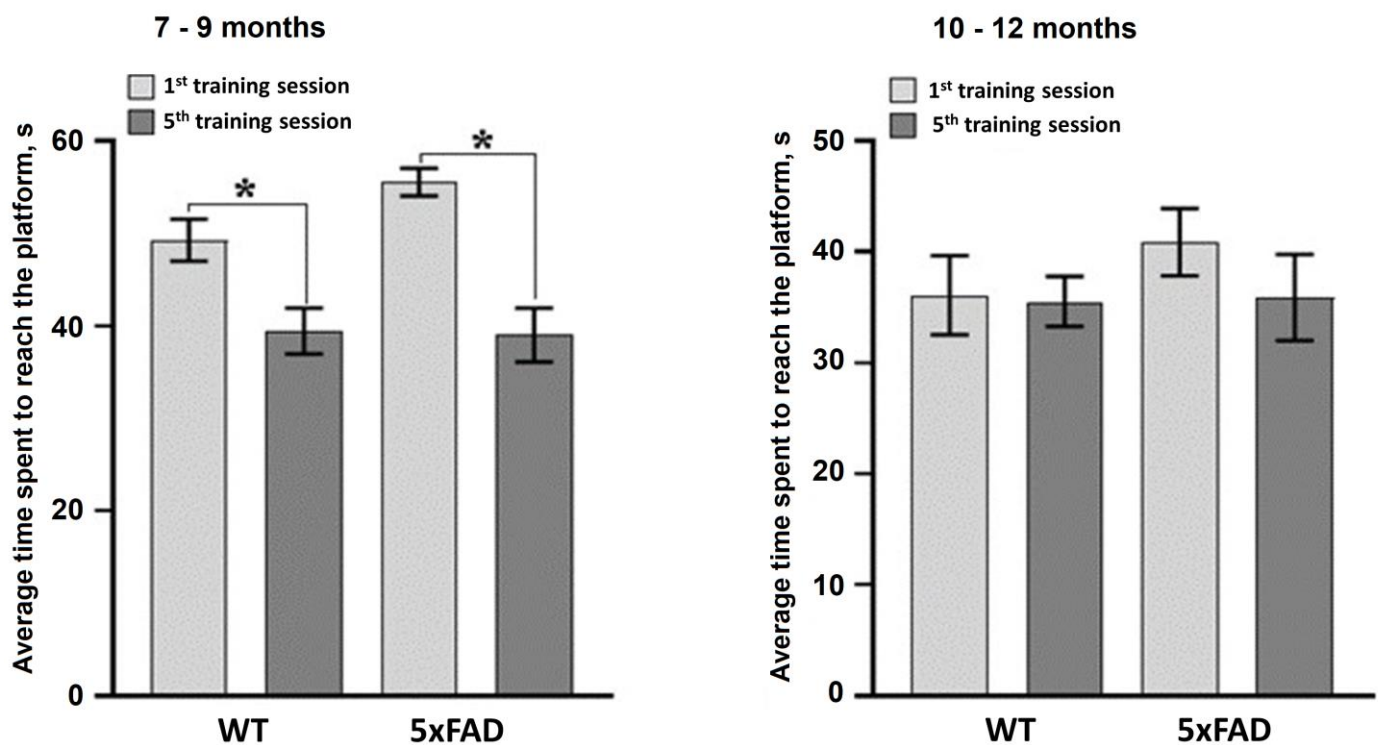 7 - 9 months
1st training session
5th training session
Average time spent to reach the platform, s
60
40
20
0
*
*
WT
5xFAD
10 - 12 months
1st training session
5th training session
Average time spent to reach the platform, s
50
40
30
20
10
0
WT
5xFAD